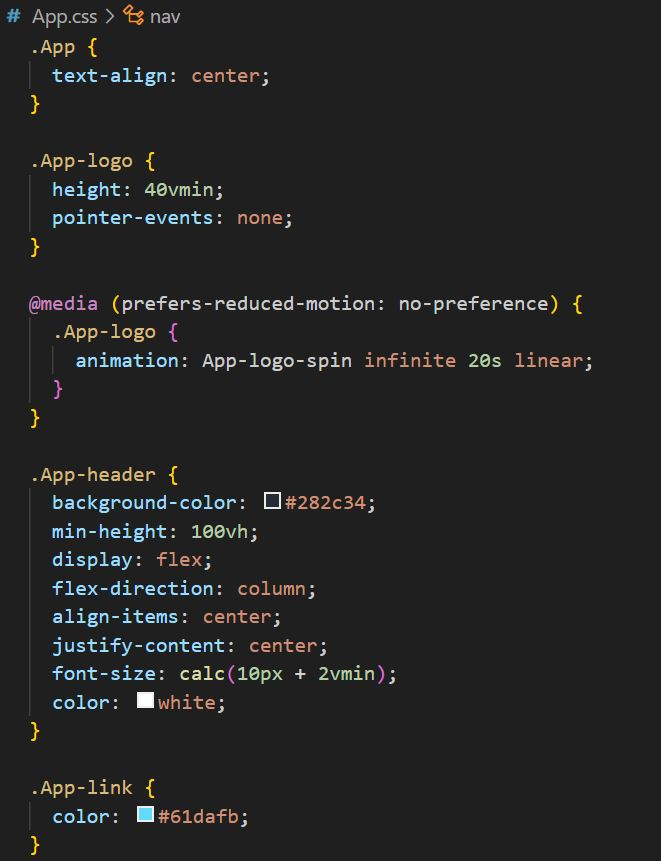 # App.css > nav
.App {
  text-align: center;
}

.App-logo {
  height: 40vmin;
  pointer-events: none;
}

@media (prefers-reduced-motion: no-preference) {
  .App-logo {
    animation: App-logo-spin infinite 20s linear;
  }
}

.App-header {
  background-color: #282c34;
  min-height: 100vh;
  display: flex;
  flex-direction: column;
  align-items: center;
  justify-content: center;
  font-size: calc(10px + 2vmin);
  color: white;
}

.App-link {
  color: #61dafb;
}